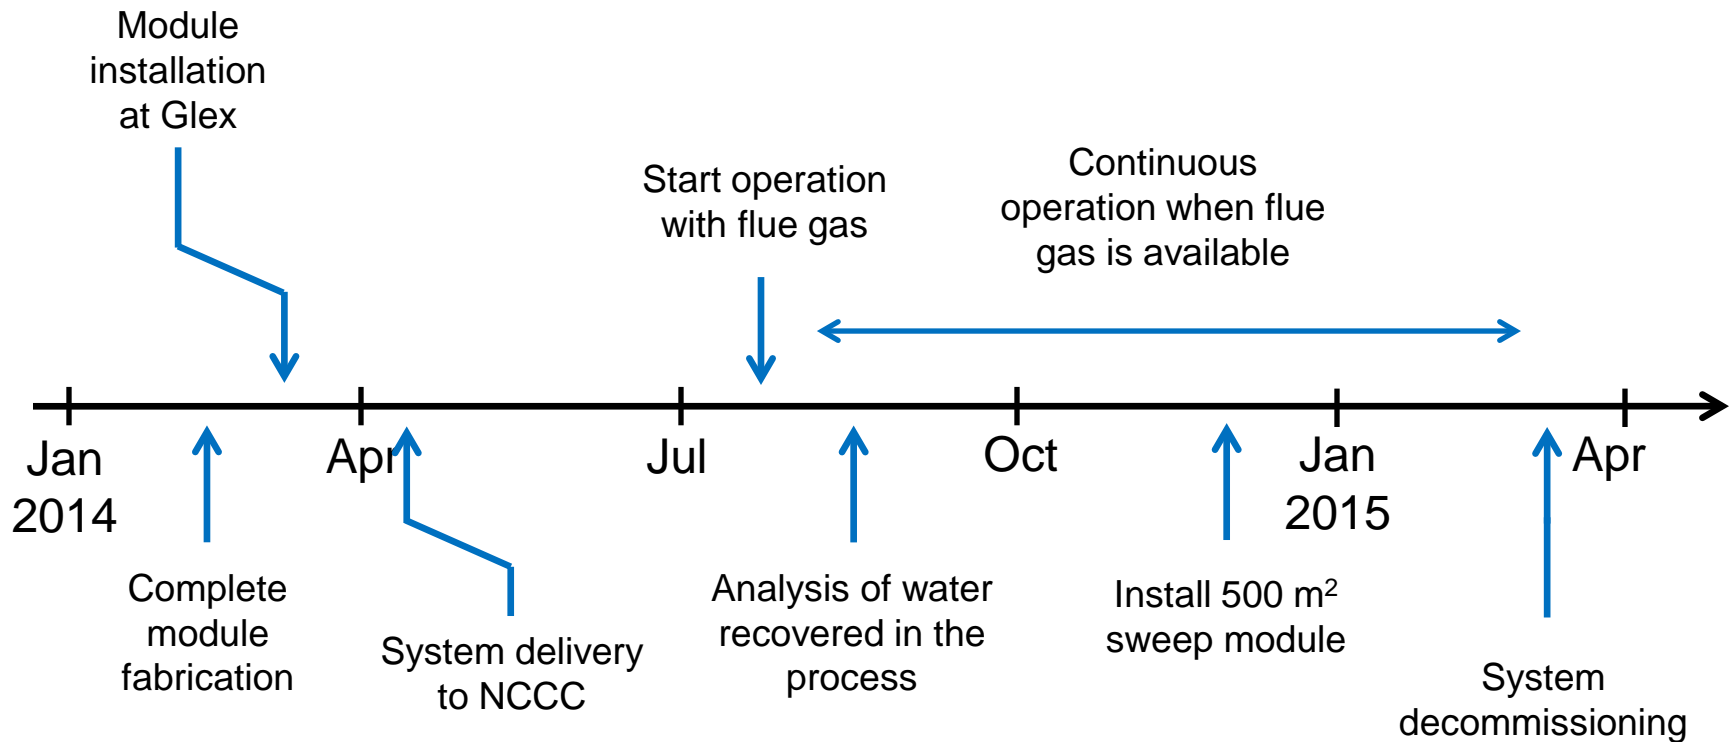 Module
installation
at Glex
Start operation
with flue gas
Continuous
operation when flue
gas is available
Jan
2014
Apr
Jul
Oct
Jan
2015
Apr
Complete
module
fabrication
System delivery
to NCCC
Analysis of water
recovered in the
process
Install 500 m²
sweep module
System
decommissioning